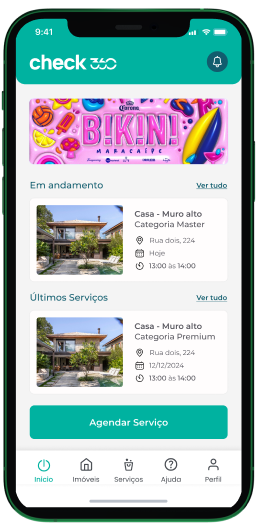 9:41
check 360
Corona
BIKINI
MARACAÍPE
Em andamento
Ver tudo
Casa - Muro alto
Categoria Master
Rua dois, 224
Hoje
13:00 às 14:00
Últimos Serviços
Ver tudo
Casa - Muro alto
Categoria Premium
Rua dois, 224
12/12/2024
13:00 às 14:00
Agendar Serviço
Início
Imóveis
Serviços
Ajuda
Perfil